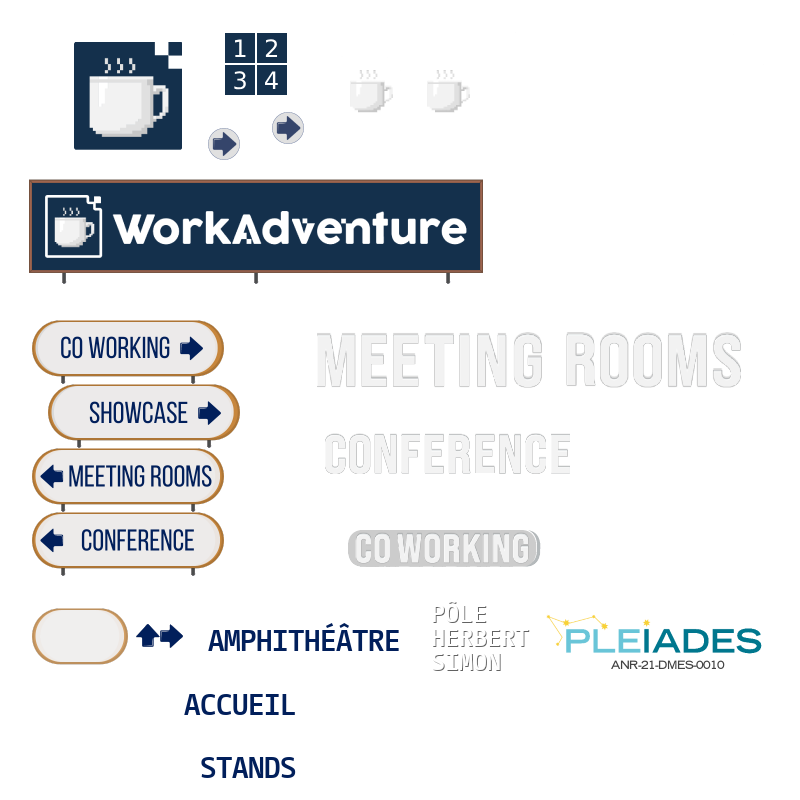 1 2
3 4
WorkAdventure
CO WORKING
SHOWCASE
MEETING ROOMS
CONFERENCE
MEETING ROOMS
CONFERENCE
CO WORKING
AMPHITHÉÂTRE
ACCUEIL
STANDS
PÔLE
HERBERT
SIMON
PLEIADES
ANR-21-DMES-0010